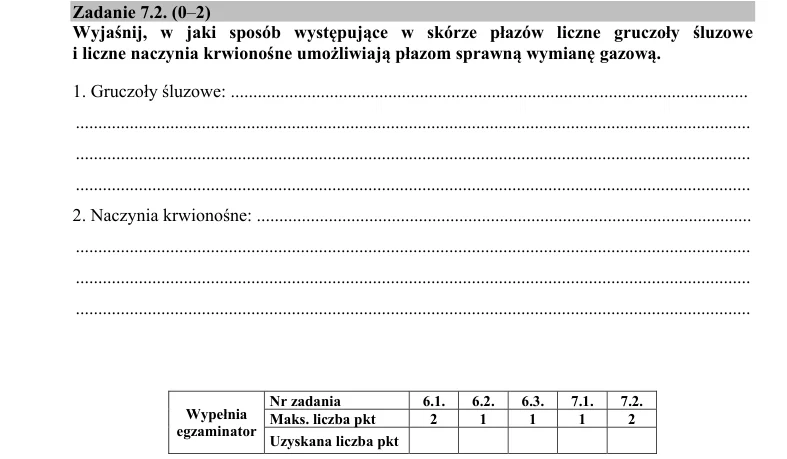 Zadanie 7.2. (0–2)
Wyjaśnij, w jaki sposób występujące w skórze płazów liczne gruczoły śluzowe
i liczne naczynia krwionośne umożliwiają płazom sprawną wymianę gazową.
1. Gruczoły śluzowe: ...................................................................................................................
......................................................................................................................................................
......................................................................................................................................................
......................................................................................................................................................
2. Naczynia krwionośne: ..............................................................................................................
......................................................................................................................................................
......................................................................................................................................................
......................................................................................................................................................
Wypełnia egzaminator
Nr zadania 6.1. 6.2. 6.3. 7.1. 7.2.
Maks. liczba pkt 2 1 1 1 2
Uzyskana liczba pkt